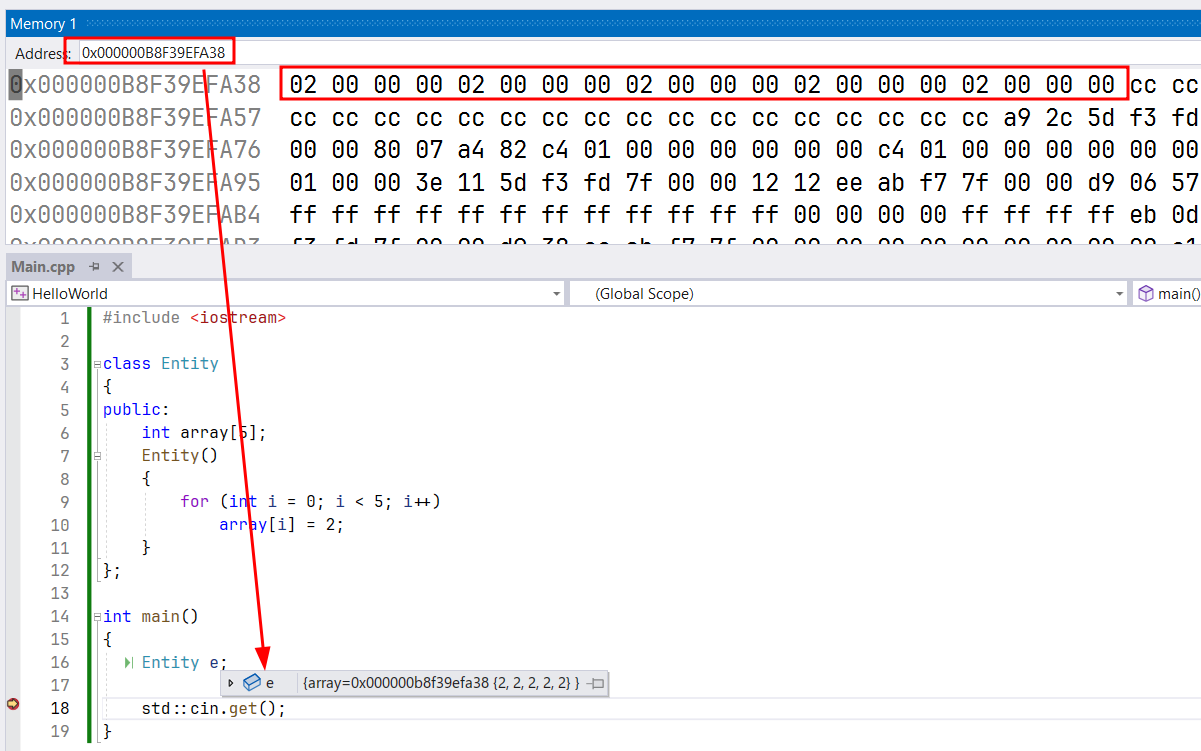 Memory 1
Address: 0x000000B8F39EFA38
0x000000B8F39EFA38 02 00 00 00 02 00 00 00 02 00 00 00 02 00 00 00 02 00 00 00 cc cc
0x000000B8F39EFA57 cc cc cc cc cc cc cc cc cc cc cc cc cc cc cc cc cc a9 2c 5d f3 fd
0x000000B8F39EFA76 00 00 80 07 a4 82 c4 01 00 00 00 00 00 00 c4 01 00 00 00 00 00 00
0x000000B8F39EFA95 01 00 00 3e 11 5d f3 fd 7f 00 00 12 12 ee ab f7 7f 00 00 d9 06 57
0x000000B8F39EFAB4 ff ff ff ff ff ff ff ff ff ff ff ff 00 00 00 00 ff ff ff ff eb 0d
Main.cpp
HelloWorld (Global Scope) main()
1 #include <iostream>
2
3 class Entity
4 {
5 public:
6 int array[5];
7 Entity()
8 {
9 for (int i = 0; i < 5; i++)
10 array[i] = 2;
11 }
12 };
13
14 int main()
15 {
16 Entity e;
17 e {array=0x000000b8f39efa38 {2, 2, 2, 2, 2} }
18 std::cin.get();
19 }